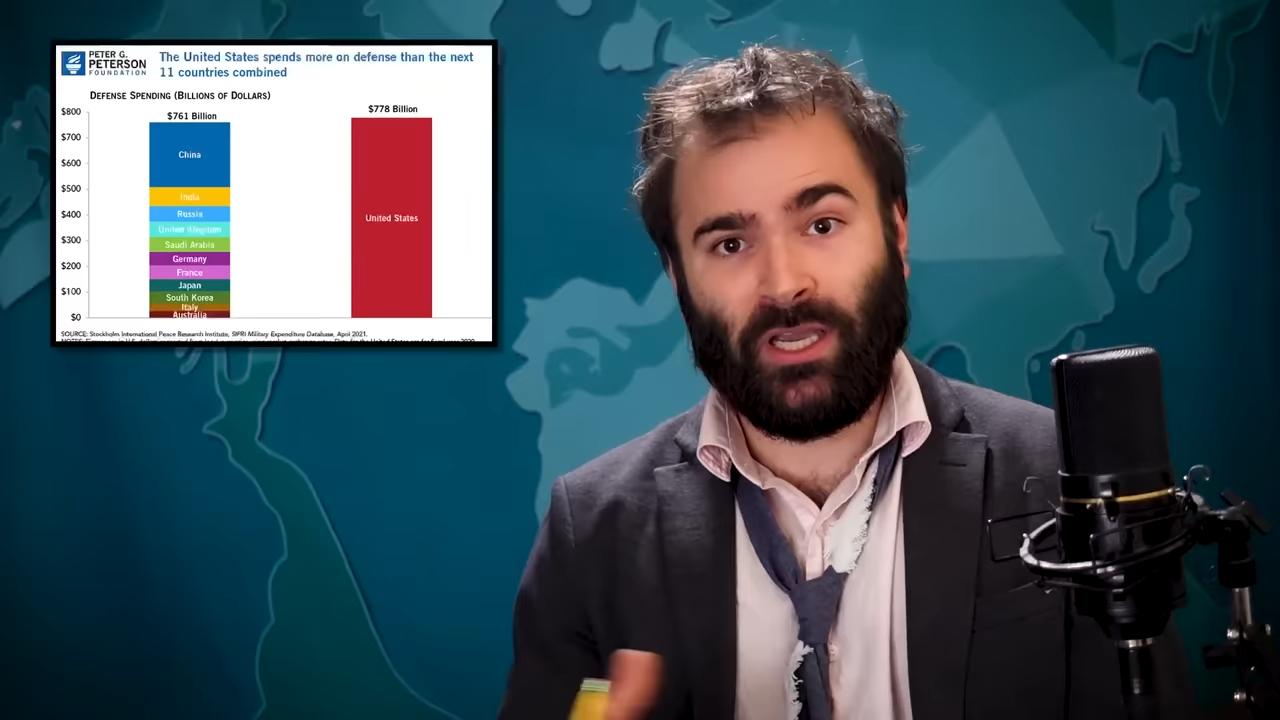 PETER G.
PETERSON
FOUNDATION
The United States spends more on defense than the next
11 countries combined
DEFENSE SPENDING (BILLIONS OF DOLLARS)
$800
$700
$600
$500
$400
$300
$200
$100
$0
$761 Billion
China
India
Russia
United Kingdom
Saudi Arabia
Germany
France
Japan
South Korea
Italy
Australia
$778 Billion
United States
SOURCE: Stockholm International Peace Research Institute, SIPRI Military Expenditure Database, April 2021.